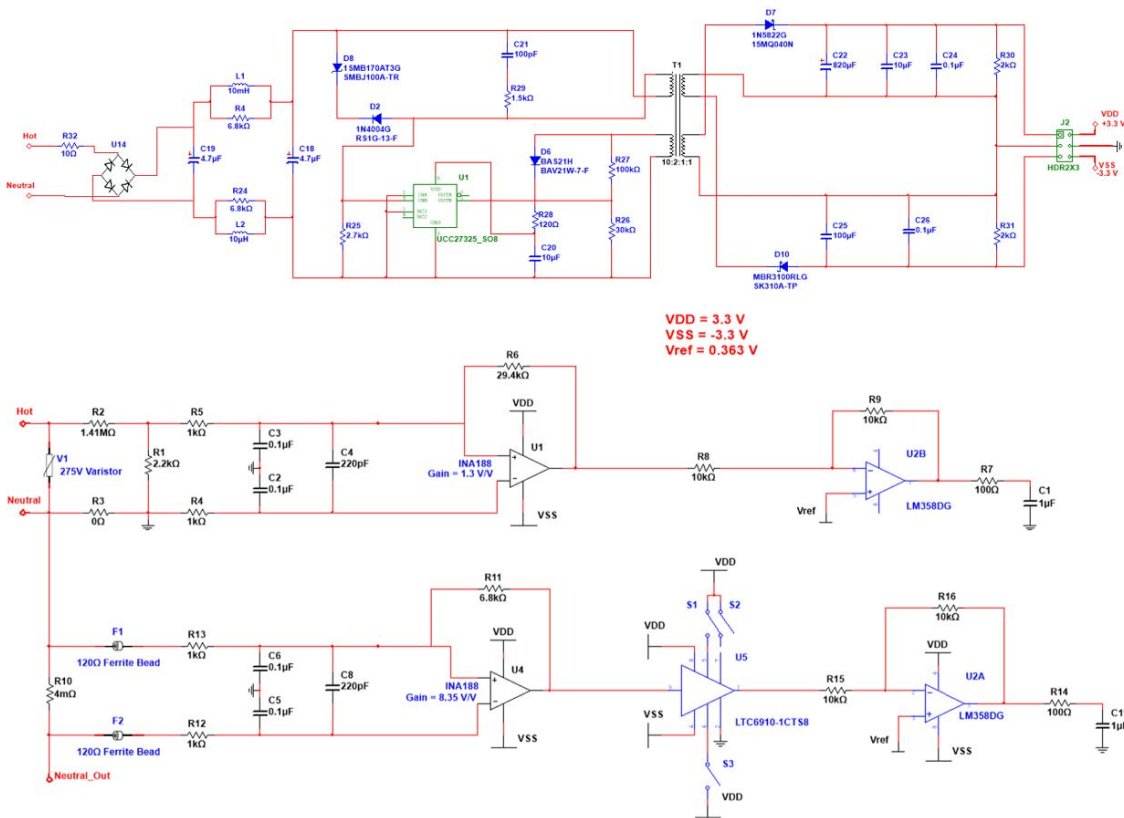 D7
1N5822G
15MQ040N
C21
100pF
D8
1SMB170AT3G
SMBJ100A-TR
C22
820µF
C23
10µF
C24
0.1µF
R30
2kΩ
L1
10mH
T1
R4
6.8kΩ
R29
1.5kΩ
D2
1N4004G
RS1G-13-F
J2
VDD
+3.3 V
Hot
R32
10Ω
U14
C19
4.7µF
C18
4.7µF
D6
BAS21H
BAV21W-7-F
R27
100kΩ
10:2:1:1
VSS
-3.3 V
HDR2X3
Neutral
R24
6.8kΩ
U1
VDD
GND
R28
120Ω
L2
10µH
R25
2.7kΩ
UCC27325_SO8
R26
30kΩ
C20
10µF
C25
100µF
C26
0.1µF
R31
2kΩ
D10
MBR3100RLG
SK310A-TP
VDD = 3.3 V
VSS = -3.3 V
Vref = 0.363 V
R6
29.4kΩ
Hot
R2
1.41MΩ
R5
1kΩ
VDD
R9
10kΩ
V1
275V Varistor
R1
2.2kΩ
C3
0.1µF
C4
220pF
U1
INA188
Gain = 1.3 V/V
C2
0.1µF
R8
10kΩ
U2B
R7
100Ω
C1
1µF
Neutral
R3
0Ω
R4
1kΩ
VSS
Vref
LM358DG
R11
6.8kΩ
VDD
S1
S2
R16
10kΩ
F1
120Ω Ferrite Bead
R13
1kΩ
VDD
VDD
U5
VDD
R10
4mΩ
C6
0.1µF
C8
220pF
U4
INA188
Gain = 8.35 V/V
C5
0.1µF
R15
10kΩ
U2A
R14
100Ω
F2
120Ω Ferrite Bead
R12
1kΩ
VSS
VSS
LTC6910-1CTS8
LM358DG
C1
1µF
Vref
VSS
Neutral_Out
S3
VDD